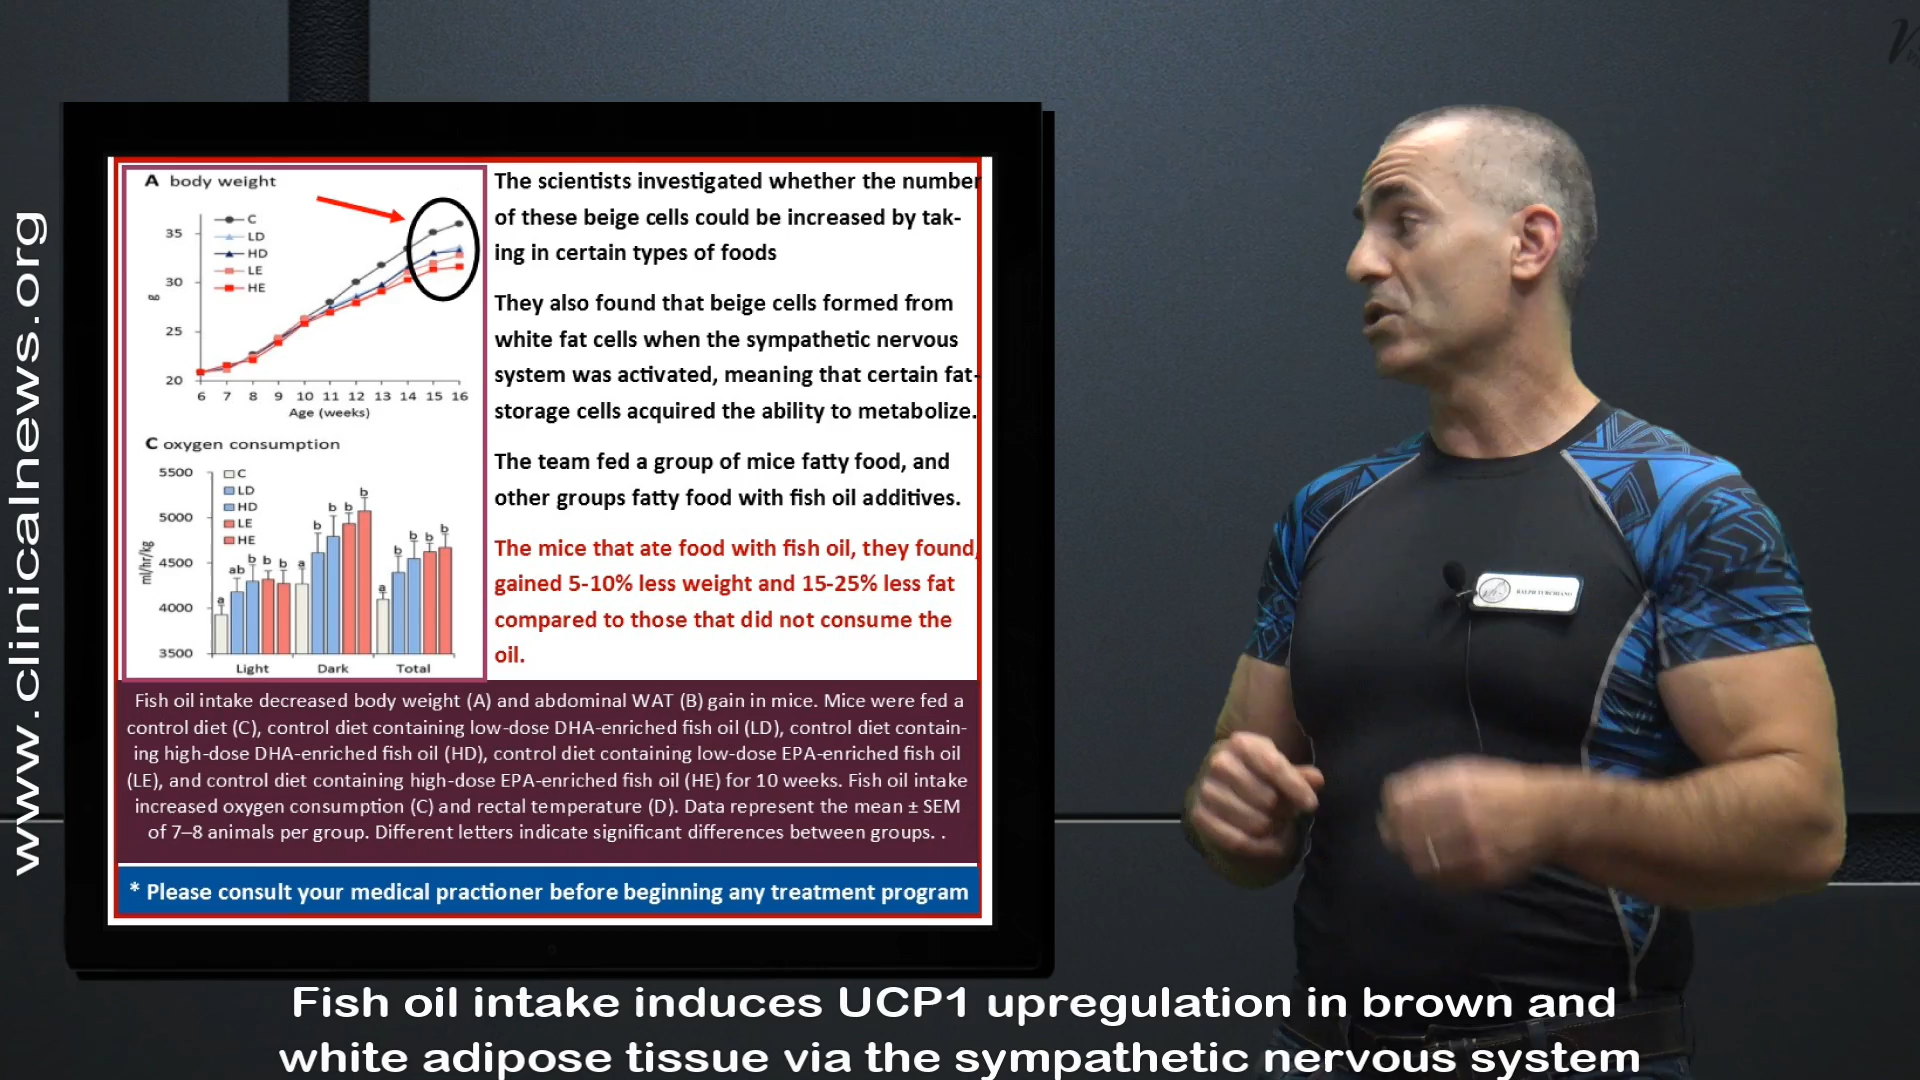 www.clinicalnews.org
A body weight
C
LD
HD
LE
HE
35
30
25
20
g
6 7 8 9 10 11 12 13 14 15 16
Age (weeks)
C oxygen consumption
5500
5000
4500
4000
3500
ml/hr/kg
C
LD
HD
LE
HE
a ab b b b
a b b b b
a b b b b
Light Dark Total
The scientists investigated whether the number
of these beige cells could be increased by tak-
ing in certain types of foods
They also found that beige cells formed from
white fat cells when the sympathetic nervous
system was activated, meaning that certain fat-
storage cells acquired the ability to metabolize.
The team fed a group of mice fatty food, and
other groups fatty food with fish oil additives.
The mice that ate food with fish oil, they found,
gained 5-10% less weight and 15-25% less fat
compared to those that did not consume the
oil.
Fish oil intake decreased body weight (A) and abdominal WAT (B) gain in mice. Mice were fed a
control diet (C), control diet containing low-dose DHA-enriched fish oil (LD), control diet contain-
ing high-dose DHA-enriched fish oil (HD), control diet containing low-dose EPA-enriched fish oil
(LE), and control diet containing high-dose EPA-enriched fish oil (HE) for 10 weeks. Fish oil intake
increased oxygen consumption (C) and rectal temperature (D). Data represent the mean ± SEM
of 7–8 animals per group. Different letters indicate significant differences between groups. .
* Please consult your medical practioner before beginning any treatment program
RALPH TURCHIANO
Fish oil intake induces UCP1 upregulation in brown and
white adipose tissue via the sympathetic nervous system